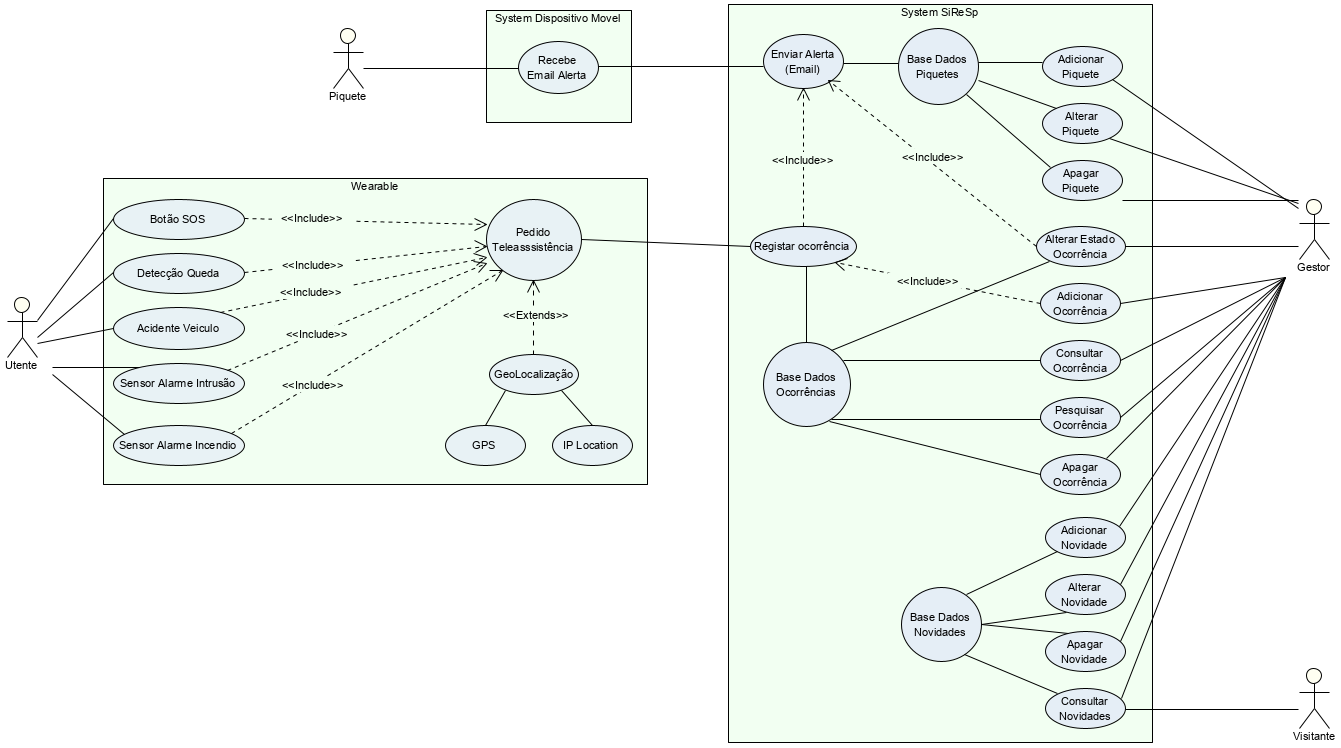 System Dispositivo Movel
Recebe
Email Alerta
Piquete
System SiReSp
Enviar Alerta
(Email)
Base Dados
Piquetes
Adicionar
Piquete
Alterar
Piquete
Apagar
Piquete
<<Include>>
<<Include>>
Registar ocorrência
Alterar Estado
Ocorrência
<<Include>>
Adicionar
Ocorrência
Consultar
Ocorrência
Base Dados
Ocorrências
Pesquisar
Ocorrência
Apagar
Ocorrência
Adicionar
Novidade
Alterar
Novidade
Base Dados
Novidades
Apagar
Novidade
Consultar
Novidades
Gestor
Visitante
Wearable
Botão SOS
<<Include>>
Pedido
Teleasssistência
Detecção Queda
<<Include>>
<<Include>>
Acidente Veiculo
<<Extends>>
<<Include>>
Utente
Sensor Alarme Intrusão
<<Include>>
GeoLocalização
Sensor Alarme Incendio
GPS
IP Location